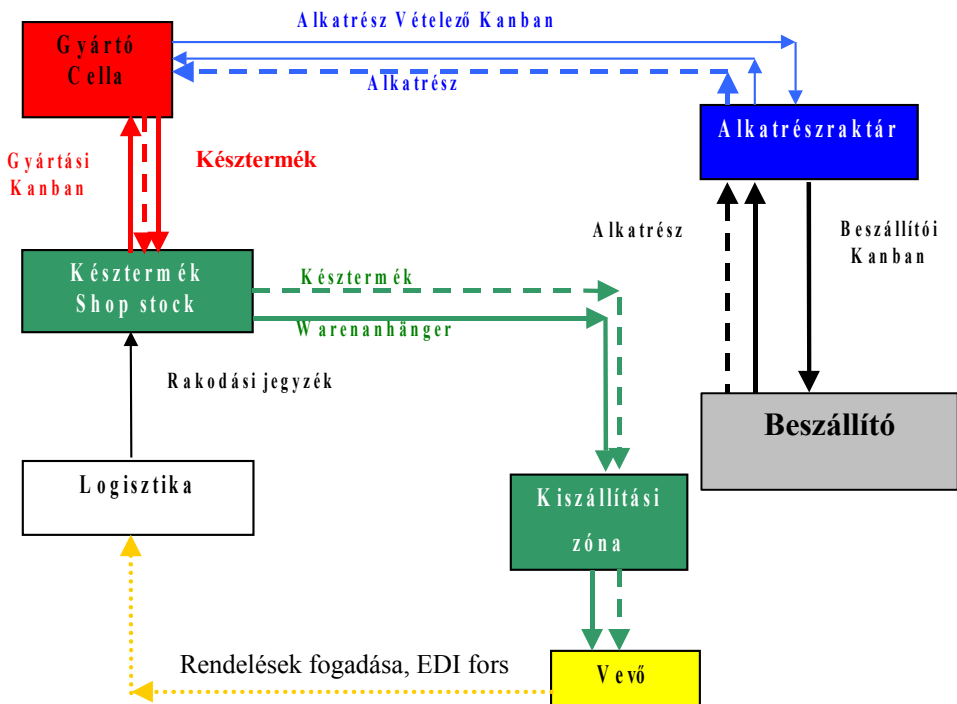 Alkatrész Vételező Kanban
Gyártó
Cella
Alkatrész
Alkatrészraktár
Gyártási
Kanban
Késztermék
Alkatrész
Beszállítói
Kanban
Késztermék
Shop stock
Késztermék
Warenanhänger
Rakodási jegyzék
Beszállító
Logisztika
Kiszállítási
zóna
Rendelések fogadása, EDI fors
Vevő